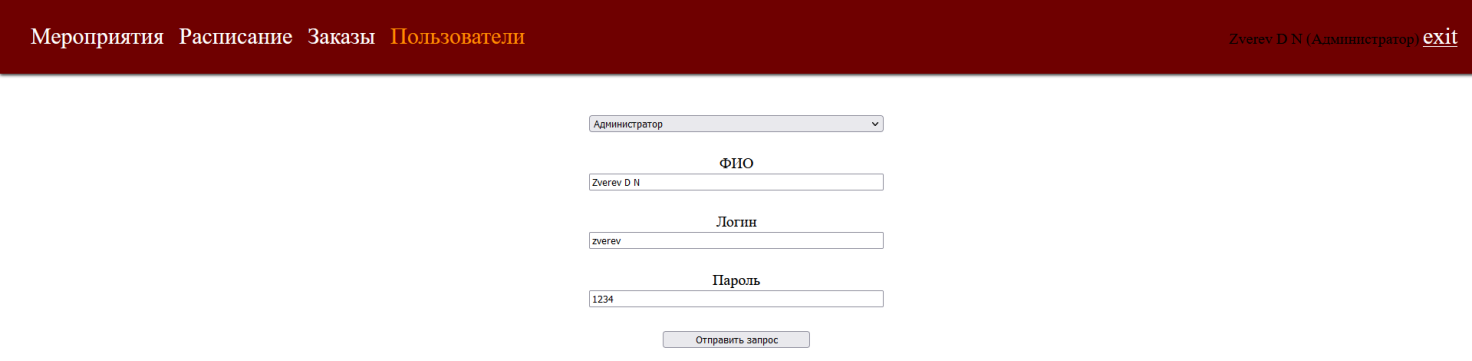 Мероприятия Расписание Заказы Пользователи Zverev D N (Администратор) exit
Администратор
ФИО
Zverev D N
Логин
zverev
Пароль
1234
Отправить запрос